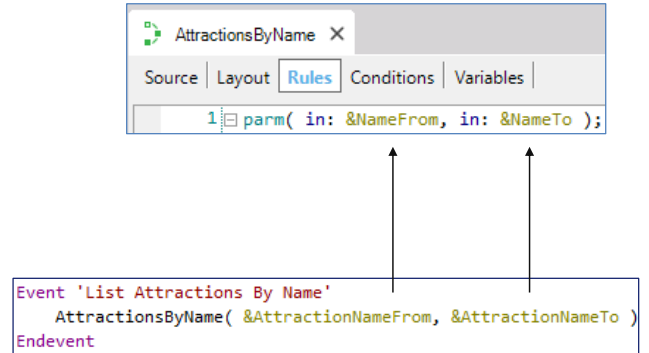 AttractionsByName X
Source | Layout | Rules | Conditions | Variables |
1 parm( in: &NameFrom, in: &NameTo );
Event 'List Attractions By Name'
AttractionsByName( &AttractionNameFrom, &AttractionNameTo )
Endevent